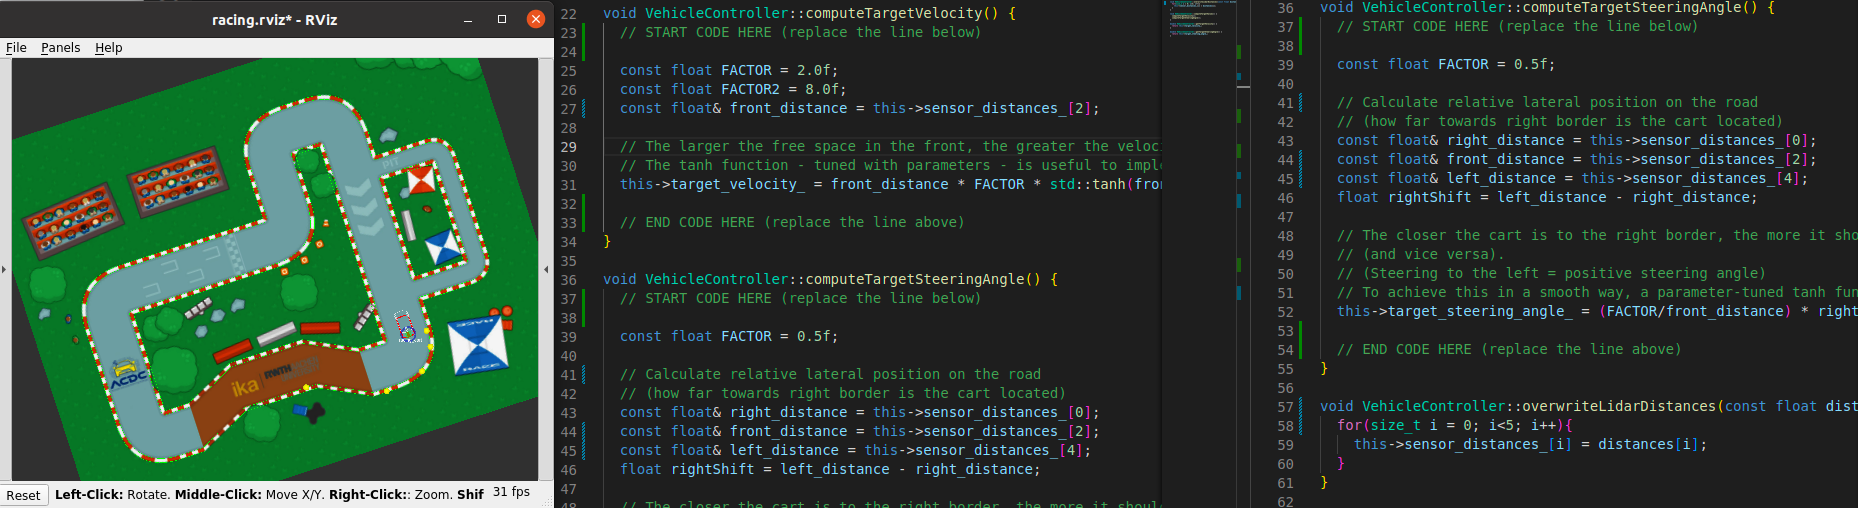 racing.rviz* - RViz
File Panels Help
PIT
ACDC
ika RWTH
RACE
RACE
Reset Left-Click: Rotate. Middle-Click: Move X/Y. Right-Click:: Zoom. Shif 31 fps
22 void VehicleController::computeTargetVelocity() {
23 // START CODE HERE (replace the line below)
24
25 const float FACTOR = 2.0f;
26 const float FACTOR2 = 8.0f;
27 const float& front_distance = this->sensor_distances_[2];
28
29 // The larger the free space in the front, the greater the veloc
30 // The tanh function - tuned with parameters - is useful to impl
31 this->target_velocity_ = front_distance * FACTOR * std::tanh(fro
32
33 // END CODE HERE (replace the line above)
34 }
35
36 void VehicleController::computeTargetSteeringAngle() {
37 // START CODE HERE (replace the line below)
38
39 const float FACTOR = 0.5f;
40
41 // Calculate relative lateral position on the road
42 // (how far towards right border is the cart located)
43 const float& right_distance = this->sensor_distances_[0];
44 const float& front_distance = this->sensor_distances_[2];
45 const float& left_distance = this->sensor_distances_[4];
46 float rightShift = left_distance - right_distance;
47
48 // The closer the cart is to the right border, the more it shoul
36 void VehicleController::computeTargetSteeringAngle() {
37 // START CODE HERE (replace the line below)
38
39 const float FACTOR = 0.5f;
40
41 // Calculate relative lateral position on the road
42 // (how far towards right border is the cart located)
43 const float& right_distance = this->sensor_distances_[0];
44 const float& front_distance = this->sensor_distances_[2];
45 const float& left_distance = this->sensor_distances_[4];
46 float rightShift = left_distance - right_distance;
47
48 // The closer the cart is to the right border, the more it sho
49 // (and vice versa).
50 // (Steering to the left = positive steering angle)
51 // To achieve this in a smooth way, a parameter-tuned tanh fun
52 this->target_steering_angle_ = (FACTOR/front_distance) * right
53
54 // END CODE HERE (replace the line above)
55 }
56
57 void VehicleController::overwriteLidarDistances(const float dist
58 for(size_t i = 0; i<5; i++){
59 this->sensor_distances_[i] = distances[i];
60 }
61 }
62